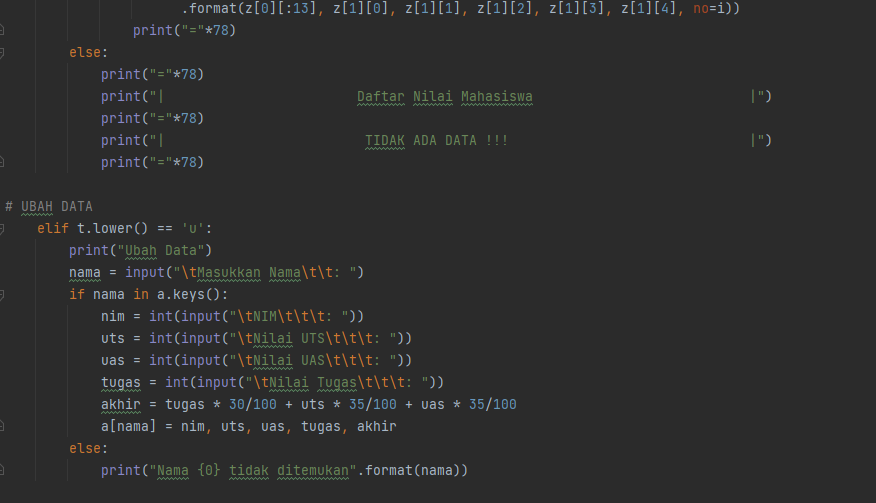 .format(z[0][:13], z[1][0], z[1][1], z[1][2], z[1][3], z[1][4], no=i))
print("="*78)
else:
print("="*78)
print("|                        Daftar Nilai Mahasiswa                           |")
print("="*78)
print("|                         TIDAK ADA DATA !!!                              |")
print("="*78)
# UBAH DATA
elif t.lower() == 'u':
print("Ubah Data")
nama = input("\tMasukkan Nama\t\t: ")
if nama in a.keys():
nim = int(input("\tNIM\t\t\t: "))
uts = int(input("\tNilai UTS\t\t\t: "))
uas = int(input("\tNilai UAS\t\t\t: "))
tugas = int(input("\tNilai Tugas\t\t\t: "))
akhir = tugas * 30/100 + uts * 35/100 + uas * 35/100
a[nama] = nim, uts, uas, tugas, akhir
else:
print("Nama {0} tidak ditemukan".format(nama))